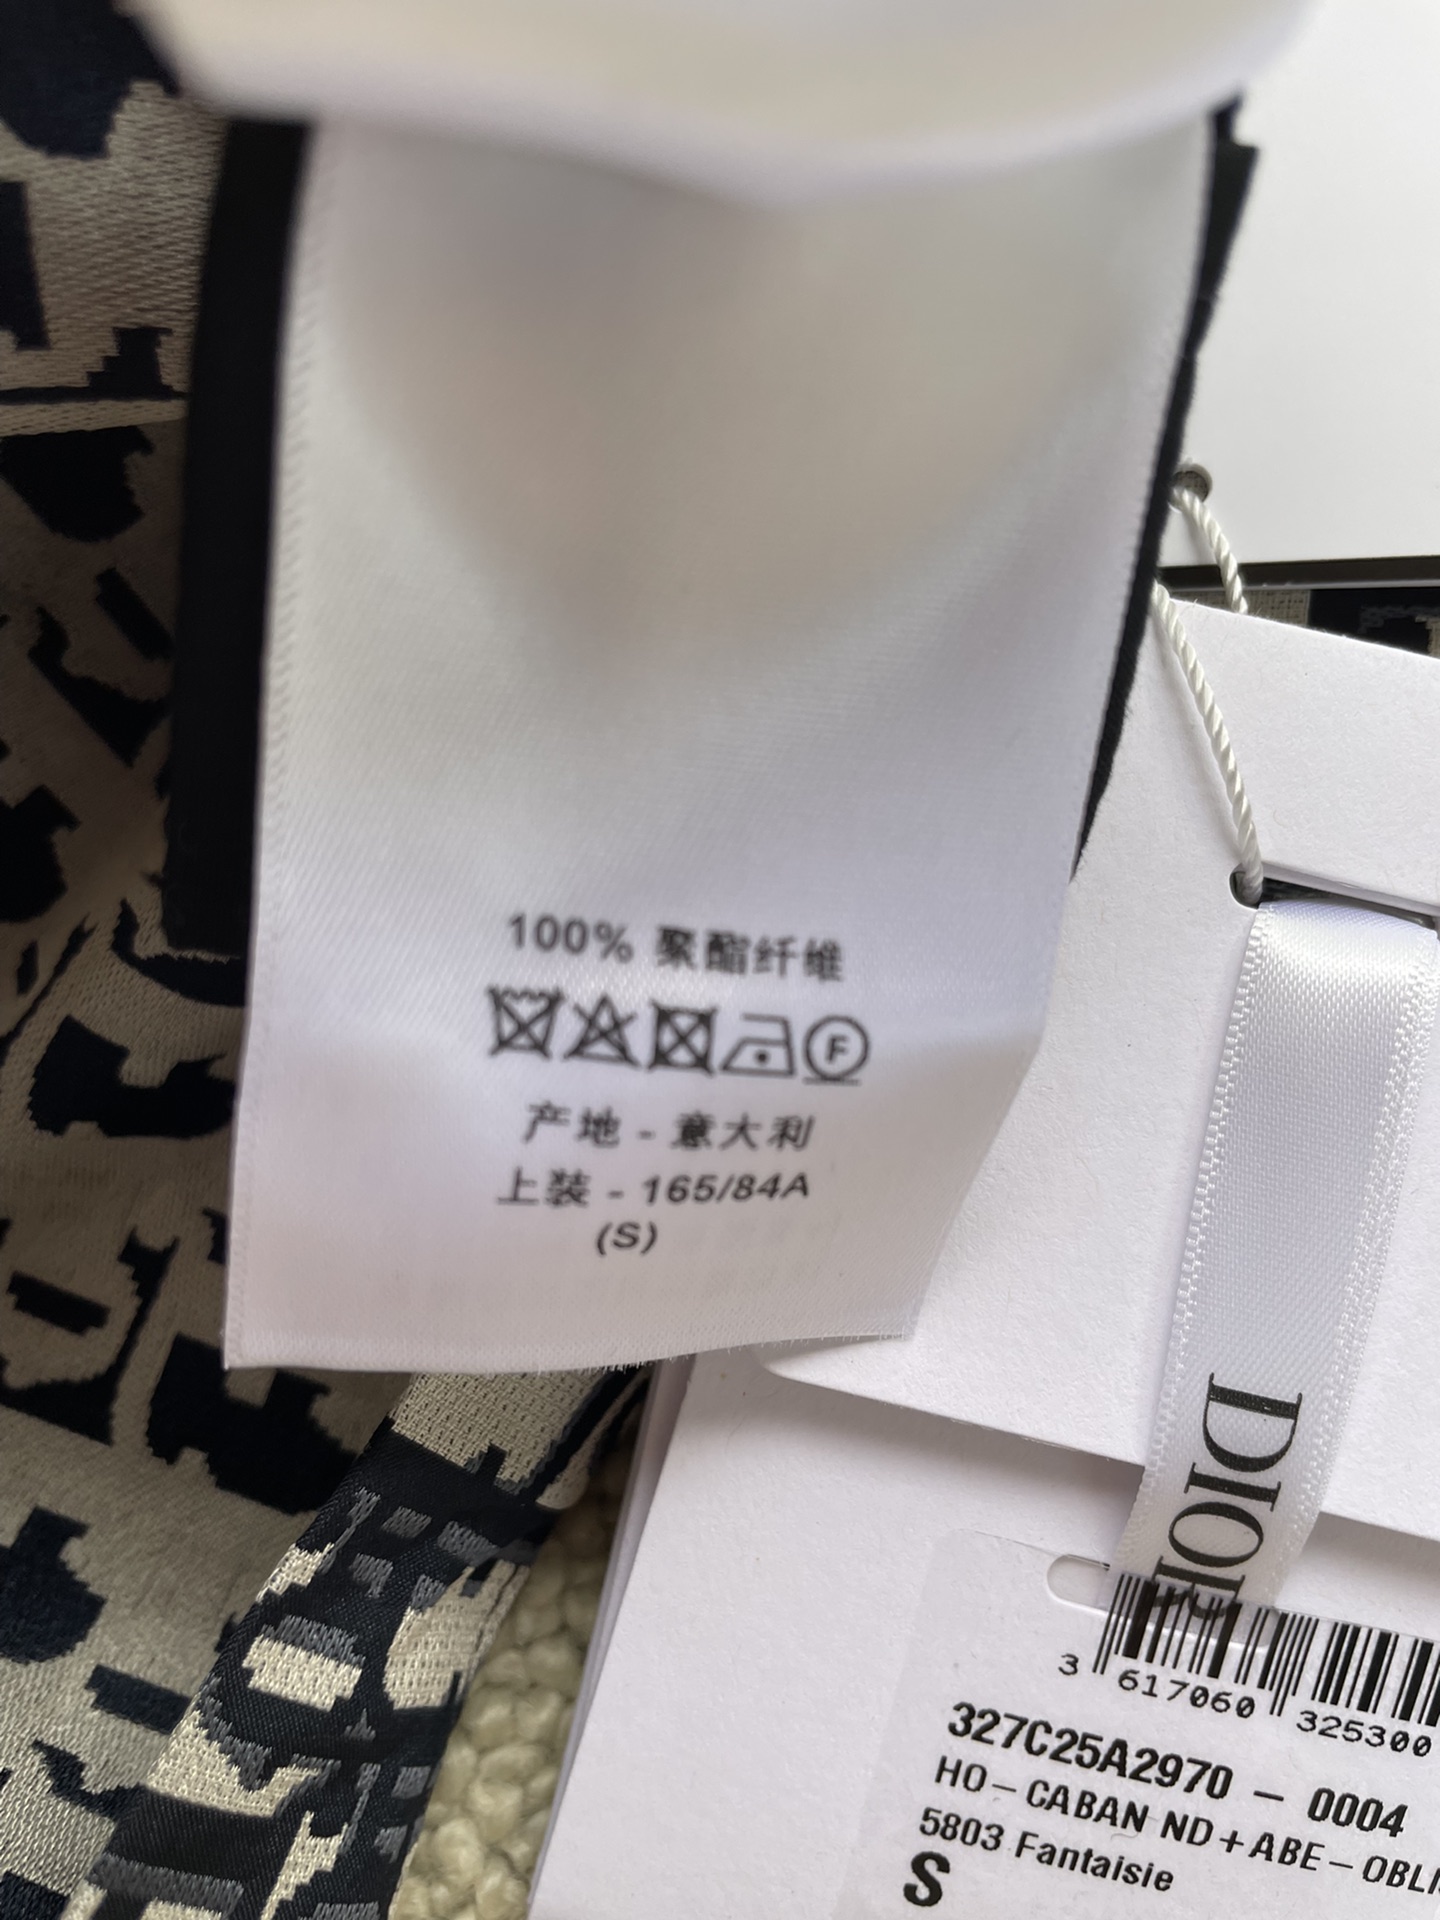 100% 聚酯纤维
F
产地 - 意大利
上装 - 165/84A
(S)
DIOR
3 617060 325300
327C25A2970 - 0004
HO-CABAN ND+ABE-OBLI
5803 Fantaisie
S